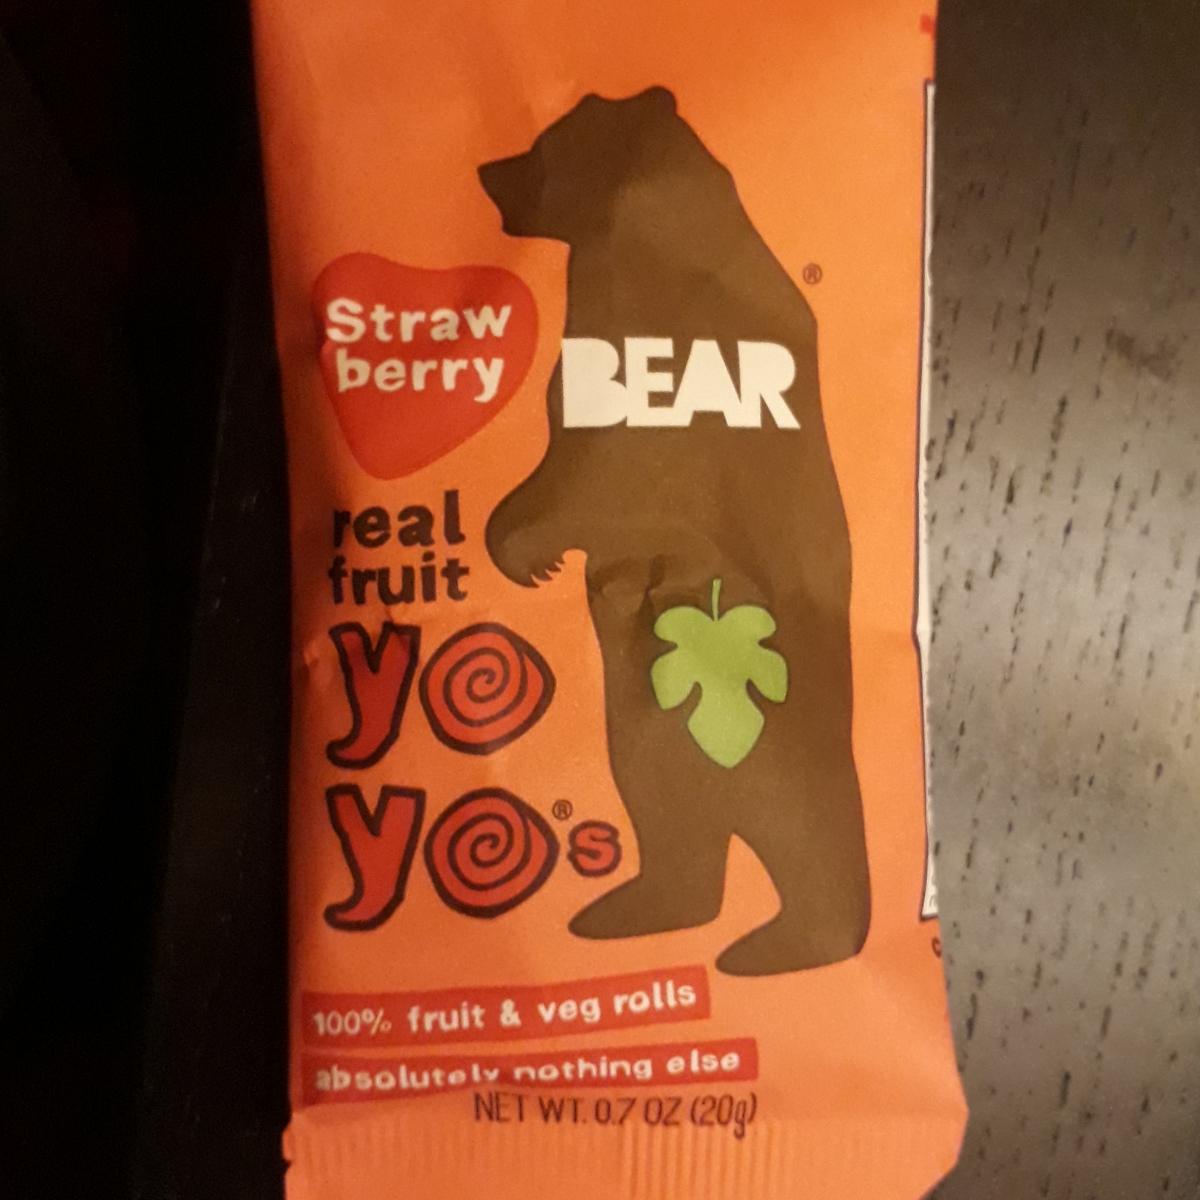 Straw
berry
BEAR®
real
fruit
yo
yo®s
100% fruit & veg rolls
absolutely nothing else
NET WT. 0.7 OZ (20g)